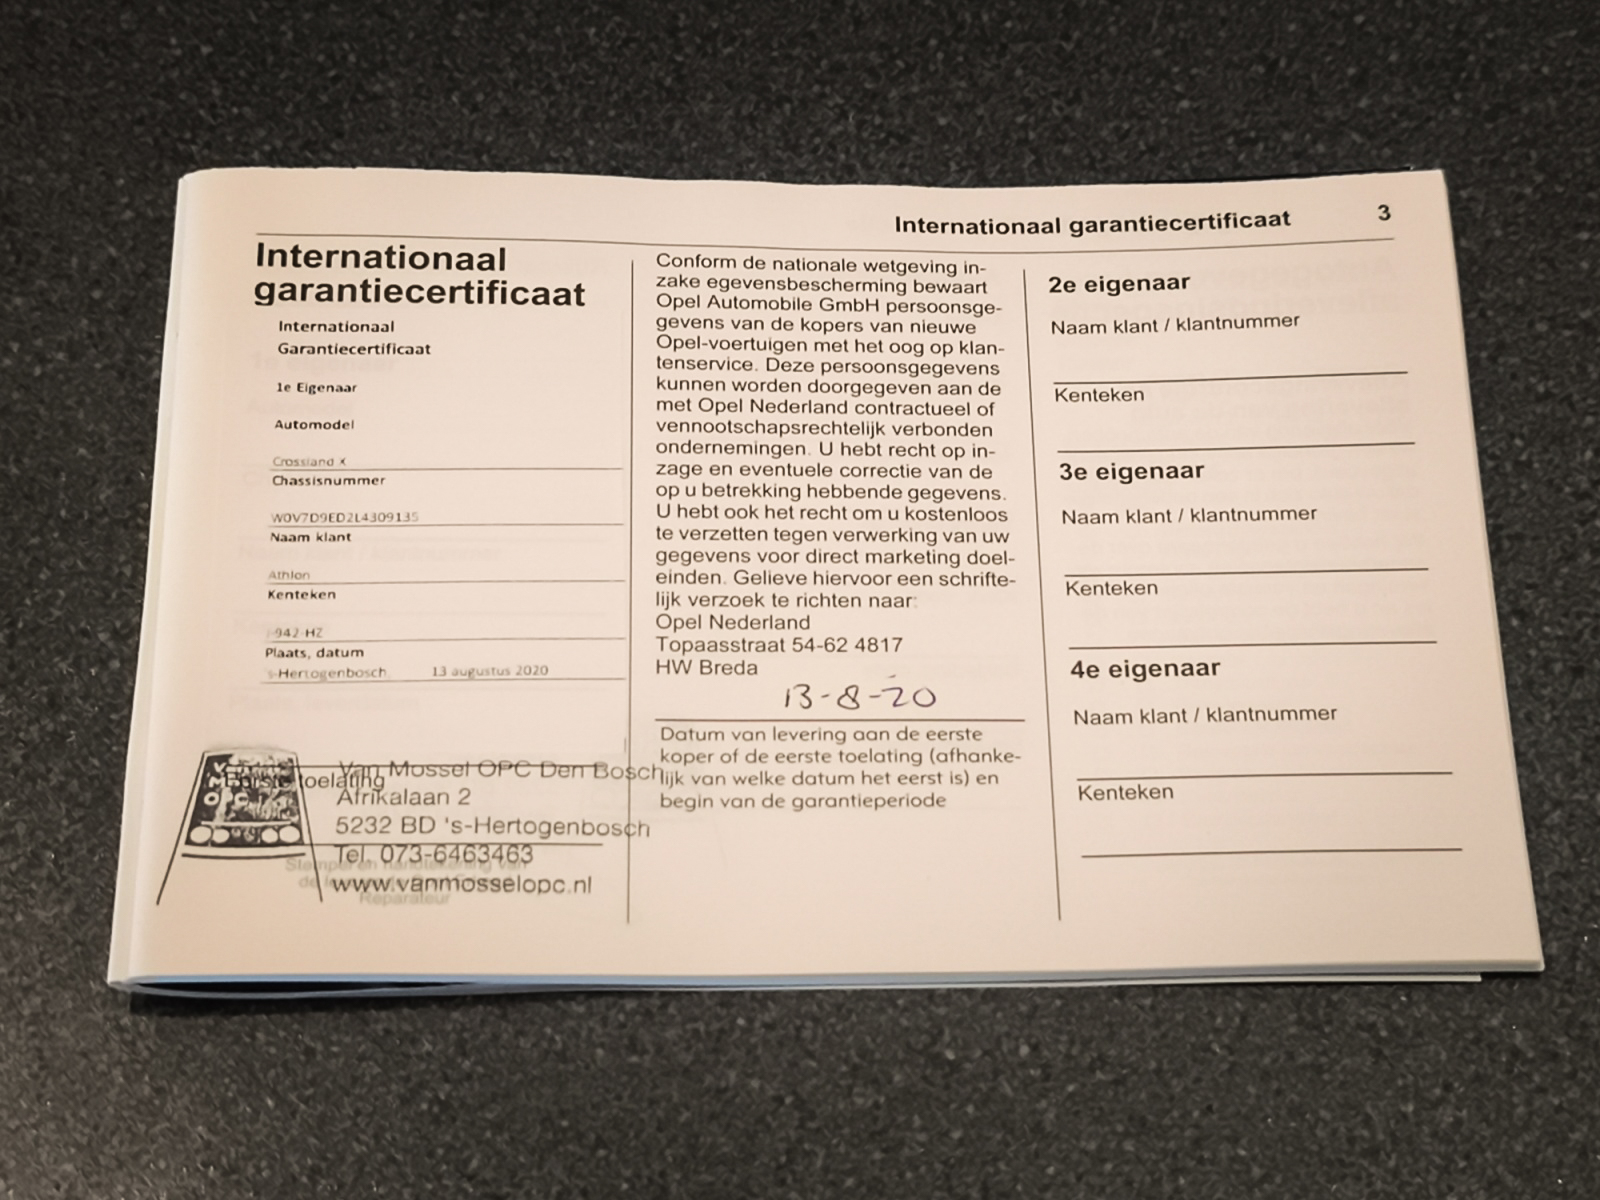 Internationaal garantiecertificaat 3
Internationaal
garantiecertificaat
Internationaal
Garantiecertificaat
1e Eigenaar
Automodel
Crossland X
Chassisnummer
W0V7D9ED2L4309135
Naam klant
Athlon
Kenteken
-942-HZ
Plaats, datum
's-Hertogenbosch 13 augustus 2020
Eerste toelating
Van Mossel OPC Den Bosch
Afrikalaan 2
5232 BD 's-Hertogenbosch
Tel. 073-6463463
www.vanmosselopc.nl
Stempel en handtekening van
de
Reparateur
OPC
Conform de nationale wetgeving in-
zake egevensbescherming bewaart
Opel Automobile GmbH persoonsge-
gevens van de kopers van nieuwe
Opel-voertuigen met het oog op klan-
tenservice. Deze persoonsgegevens
kunnen worden doorgegeven aan de
met Opel Nederland contractueel of
vennootschapsrechtelijk verbonden
ondernemingen. U hebt recht op in-
zage en eventuele correctie van de
op u betrekking hebbende gegevens.
U hebt ook het recht om u kostenloos
te verzetten tegen verwerking van uw
gegevens voor direct marketing doel-
einden. Gelieve hiervoor een schrifte-
lijk verzoek te richten naar:
Opel Nederland
Topaasstraat 54-62 4817
HW Breda
13-8-20
Datum van levering aan de eerste
koper of de eerste toelating (afhanke-
lijk van welke datum het eerst is) en
begin van de garantieperiode
2e eigenaar
Naam klant / klantnummer
Kenteken
3e eigenaar
Naam klant / klantnummer
Kenteken
4e eigenaar
Naam klant / klantnummer
Kenteken